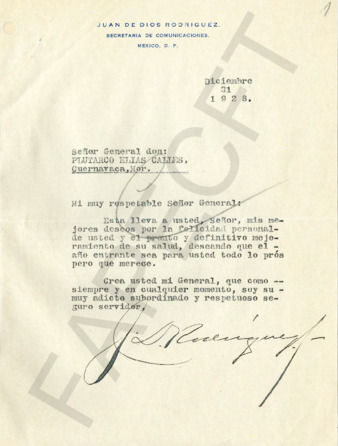 1
JUAN DE DIOS RODRIGUEZ.
SECRETARIA DE COMUNICACIONES.
MEXICO, D. F.
Diciembre
31
1 9 2 8.
Señor General don:
PLUTARCO ELIAS CALLES,
Cuernavaca, Mor.
Mi muy respetable Señor General:
Esta lleva a usted, Señor, mis me-
jores deseos por la felicidad personal-
de usted y el pronto y definitivo mejo-
ramiento de su salud, deseando que el -
año entrante sea para usted todo lo prós
pero que merece.
Crea usted mi General, que como --
siempre y en cualquier momento, soy su -
muy adicto subordinado y respetuoso se-
guro servidor,
J. D. Rodríguez